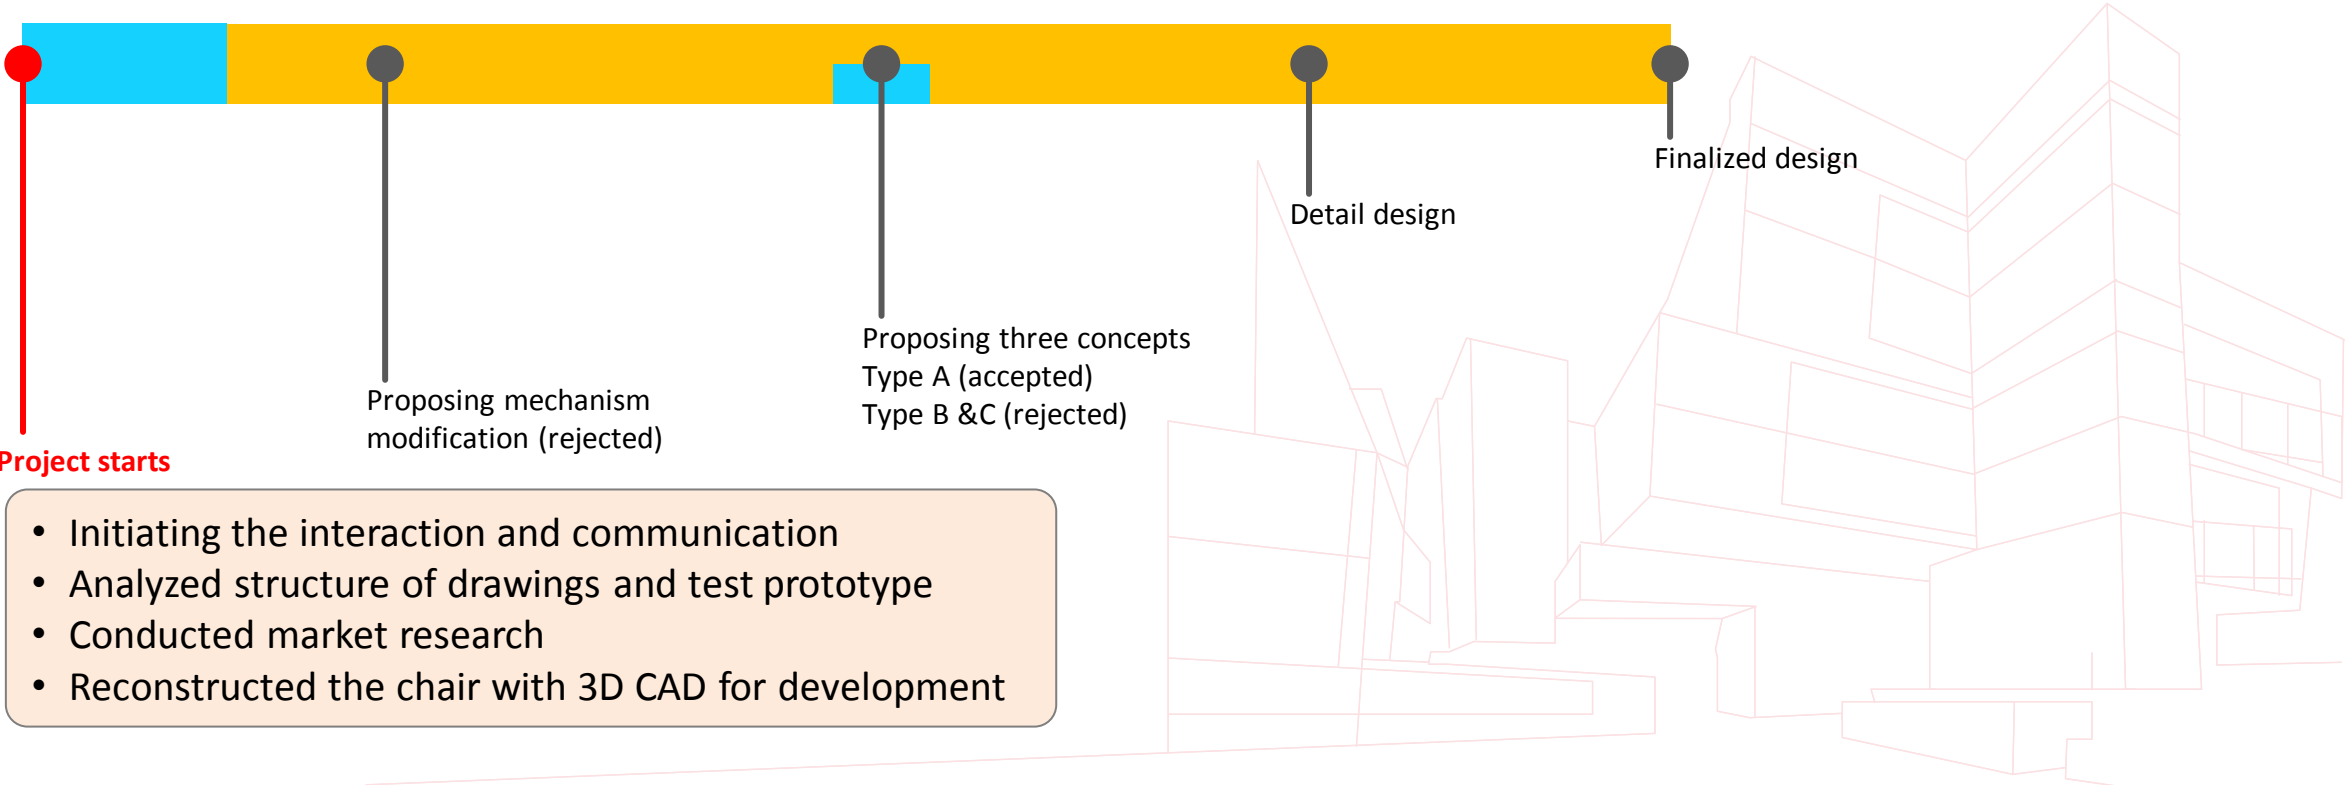 Finalized design
Detail design
Proposing three concepts
Type A (accepted)
Type B &C (rejected)
Proposing mechanism
modification (rejected)
Project starts
• Initiating the interaction and communication
• Analyzed structure of drawings and test prototype
• Conducted market research
• Reconstructed the chair with 3D CAD for development